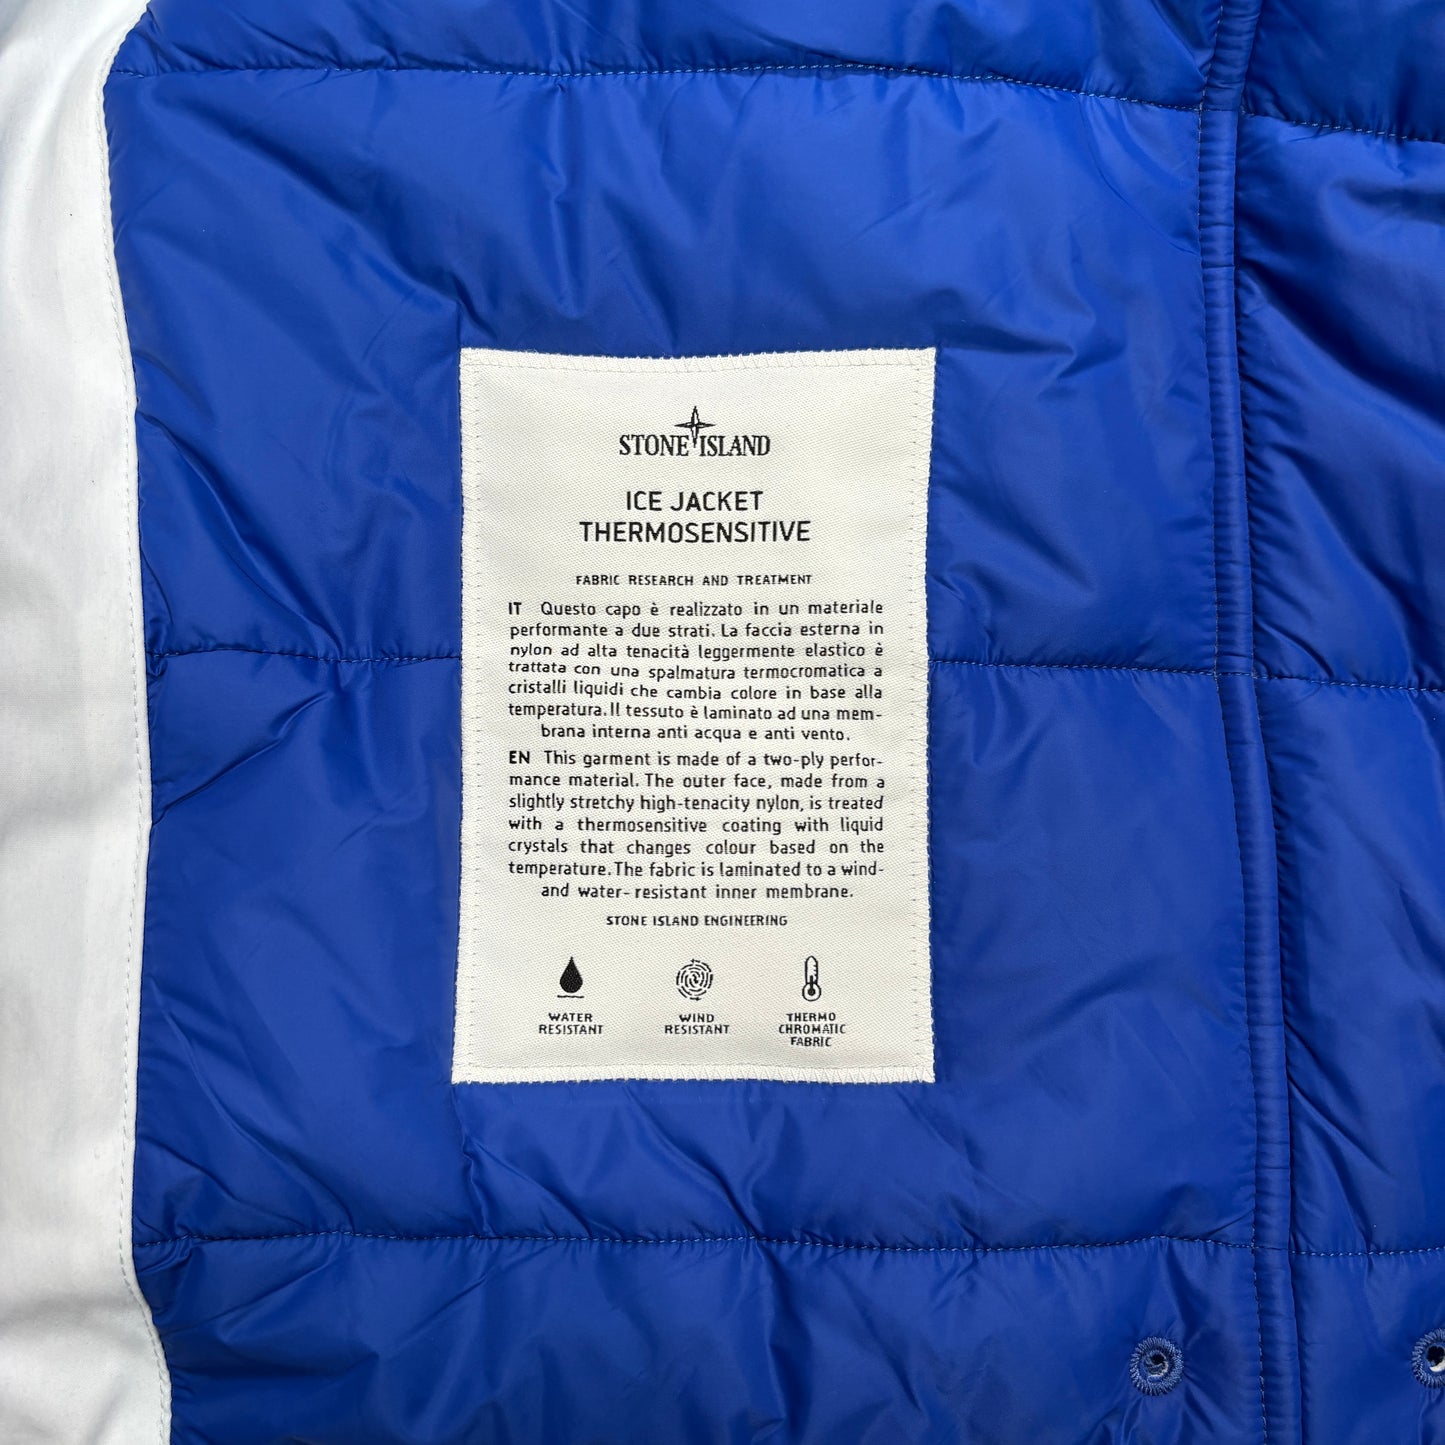 STONE ISLAND
ICE JACKET
THERMOSENSITIVE
FABRIC RESEARCH AND TREATMENT
IT Questo capo è realizzato in un materiale
performante a due strati. La faccia esterna in
nylon ad alta tenacità leggermente elastico è
trattata con una spalmatura termocromatica a
cristalli liquidi che cambia colore in base alla
temperatura. Il tessuto è laminato ad una mem-
brana interna anti acqua e anti vento.
EN This garment is made of a two-ply perfor-
mance material. The outer face, made from a
slightly stretchy high-tenacity nylon, is treated
with a thermosensitive coating with liquid
crystals that changes colour based on the
temperature. The fabric is laminated to a wind-
and water-resistant inner membrane.
STONE ISLAND ENGINEERING
WATER
RESISTANT
WIND
RESISTANT
THERMO
CHROMATIC
FABRIC